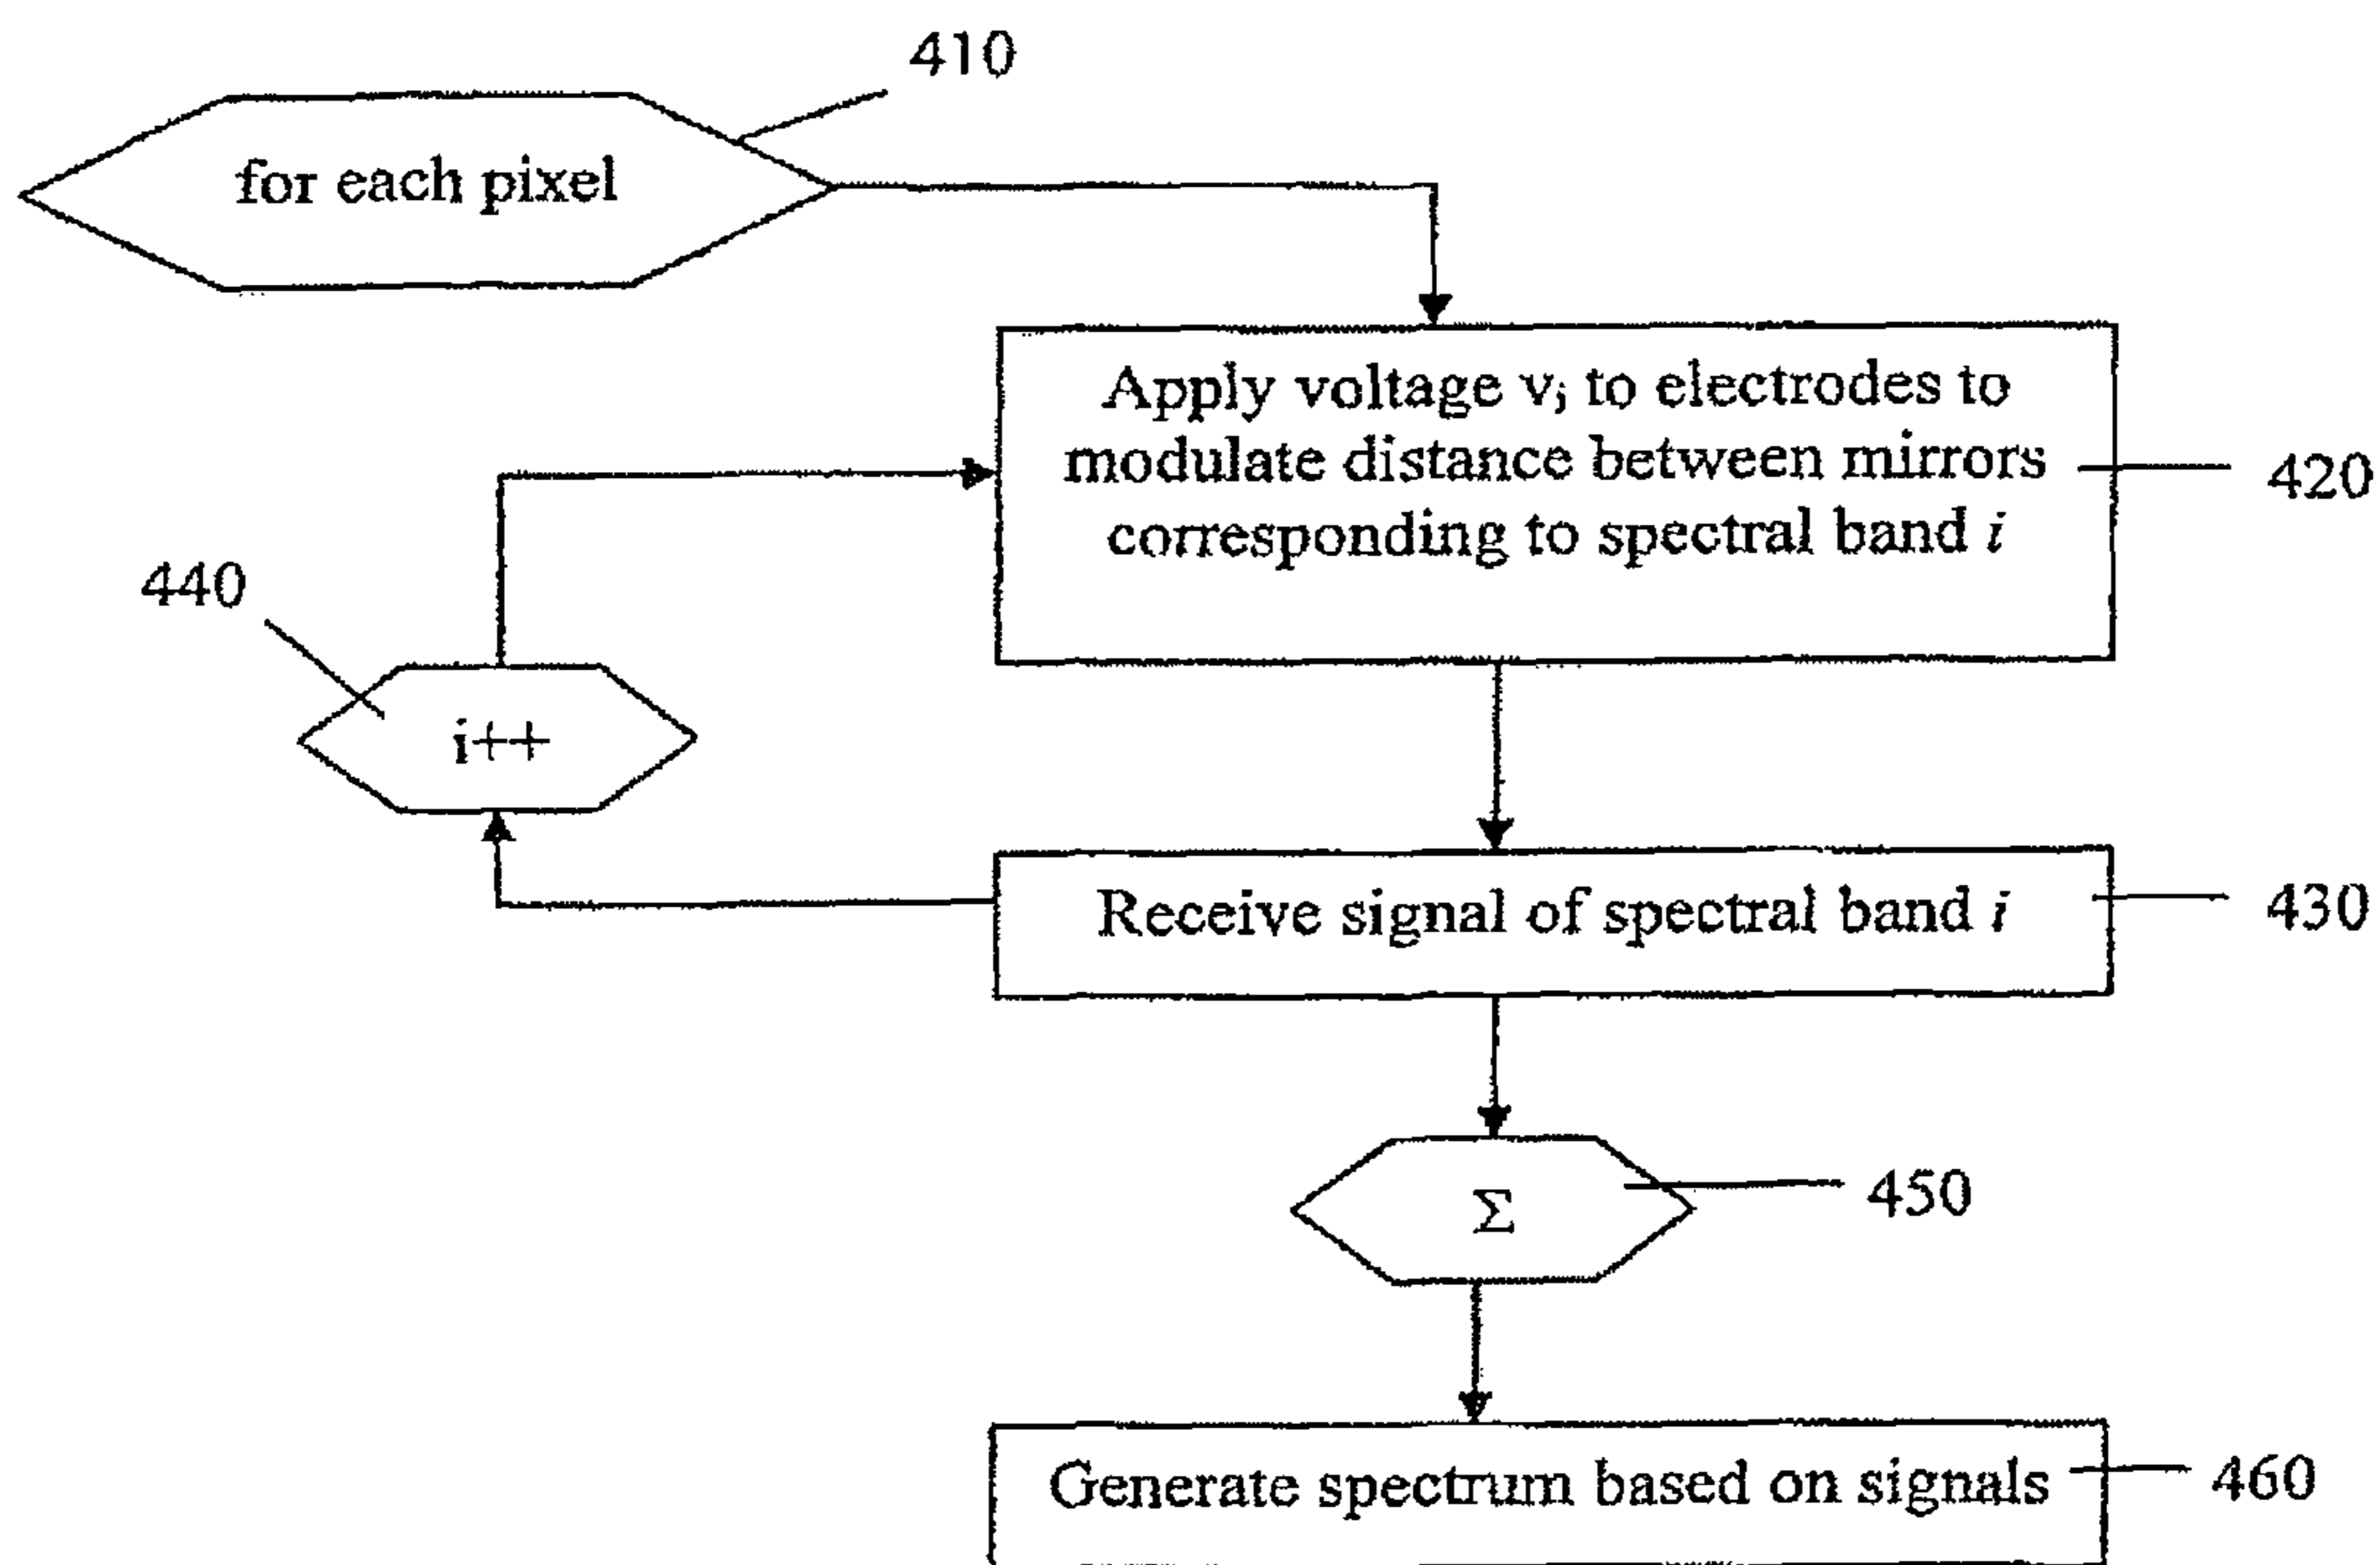 410
for each pixel
Apply voltage vᵢ to electrodes to
modulate distance between mirrors
corresponding to spectral band i
420
440
i++
Receive signal of spectral band i
430
Σ
450
Generate spectrum based on signals
460